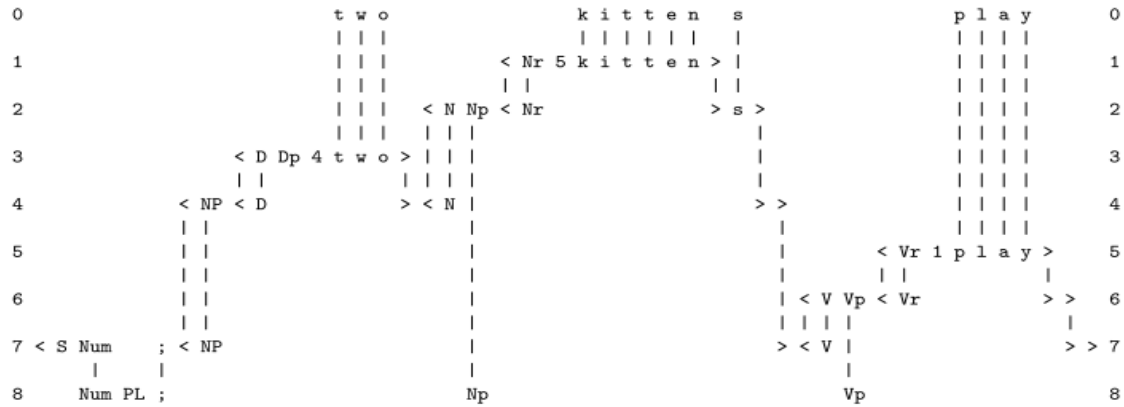 0 t w o k i t t e n s p l a y 0
| | | | | | | | | | | | | |
1 < Nr 5 k i t t e n > | | | | | 1
| | | | | | | | | | |
2 | | | < N Np < Nr > s > | | | | 2
| | | | | | | | | | |
3 < D Dp 4 t w o > | | | | | | | | 3
| | | | | | | | | | |
4 < NP < D > < N | > > | | | | 4
| | | | | | | |
5 | | | | < Vr 1 p l a y > 5
| | | | | | |
6 | | | | < V Vp < Vr > > 6
| | | | | | | |
7 < S Num ; < NP | > < V | > > 7
| | | |
8 Num PL ; Np Vp 8